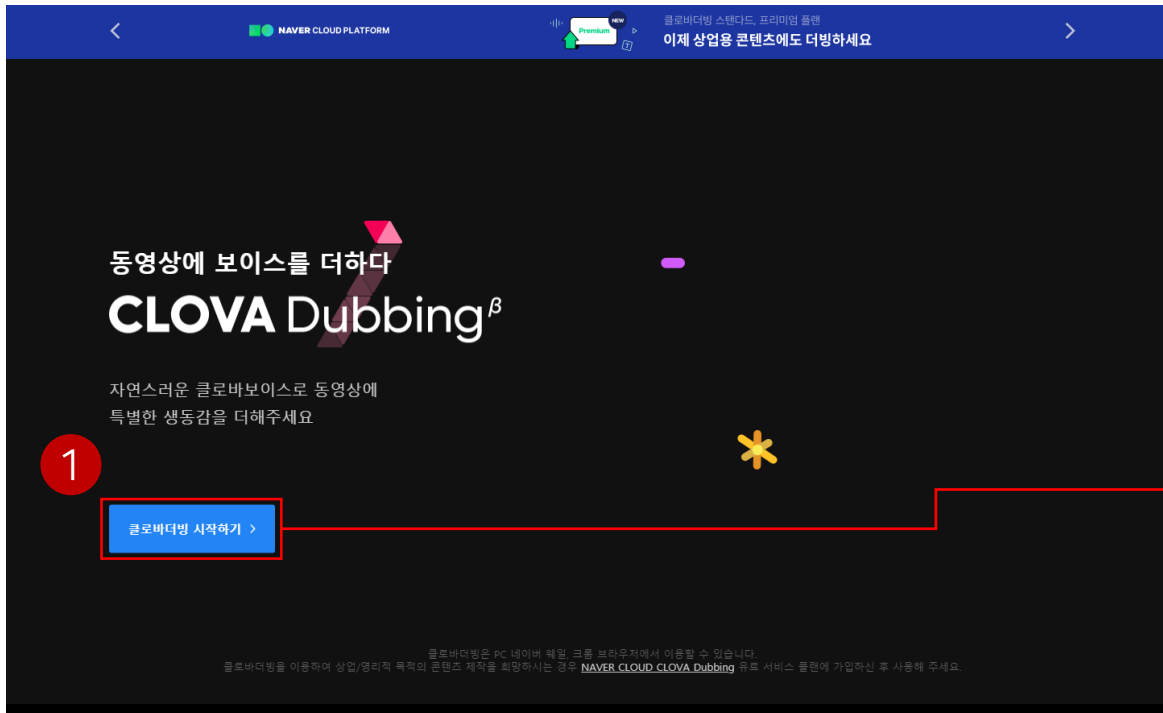 NAVER CLOUD PLATFORM
Premium
NEW
T
클로바더빙 스탠다드, 프리미엄 플랜
이제 상업용 콘텐츠에도 더빙하세요
동영상에 보이스를 더하다
CLOVA Dubbing β
자연스러운 클로바보이스로 동영상에
특별한 생동감을 더해주세요
1
클로바더빙 시작하기 >
클로바더빙은 PC 네이버 웨일, 크롬 브라우저에서 이용할 수 있습니다.
클로바더빙을 이용하여 상업/영리적 목적의 콘텐츠 제작을 희망하시는 경우 NAVER CLOUD CLOVA Dubbing 유료 서비스 플랜에 가입하신 후 사용해 주세요.